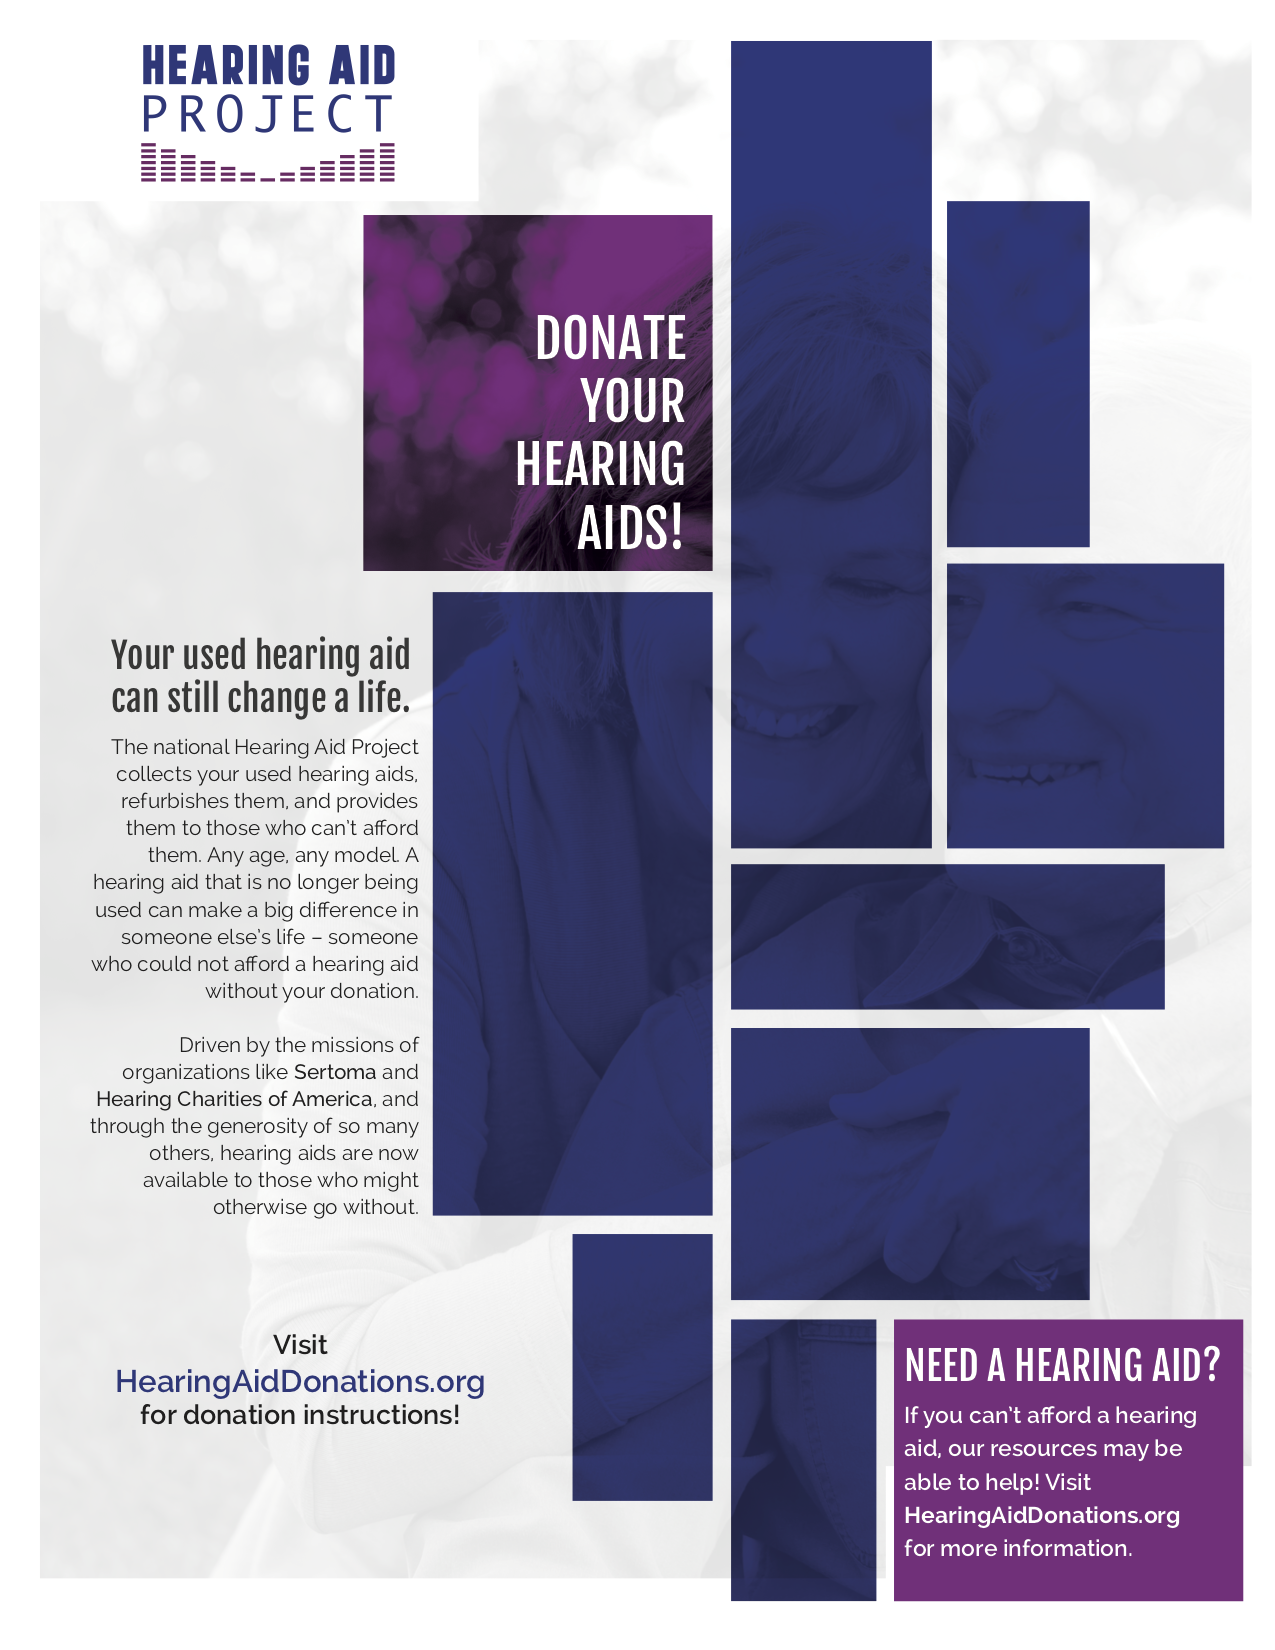 HEARING AID
PROJECT
DONATE
YOUR
HEARING
AIDS!
Your used hearing aid
can still change a life.
The national Hearing Aid Project
collects your used hearing aids,
refurbishes them, and provides
them to those who can't afford
them. Any age, any model. A
hearing aid that is no longer being
used can make a big difference in
someone else's life – someone
who could not afford a hearing aid
without your donation.
Driven by the missions of
organizations like Sertoma and
Hearing Charities of America, and
through the generosity of so many
others, hearing aids are now
available to those who might
otherwise go without.
Visit
HearingAidDonations.org
for donation instructions!
NEED A HEARING AID?
If you can't afford a hearing
aid, our resources may be
able to help! Visit
HearingAidDonations.org
for more information.